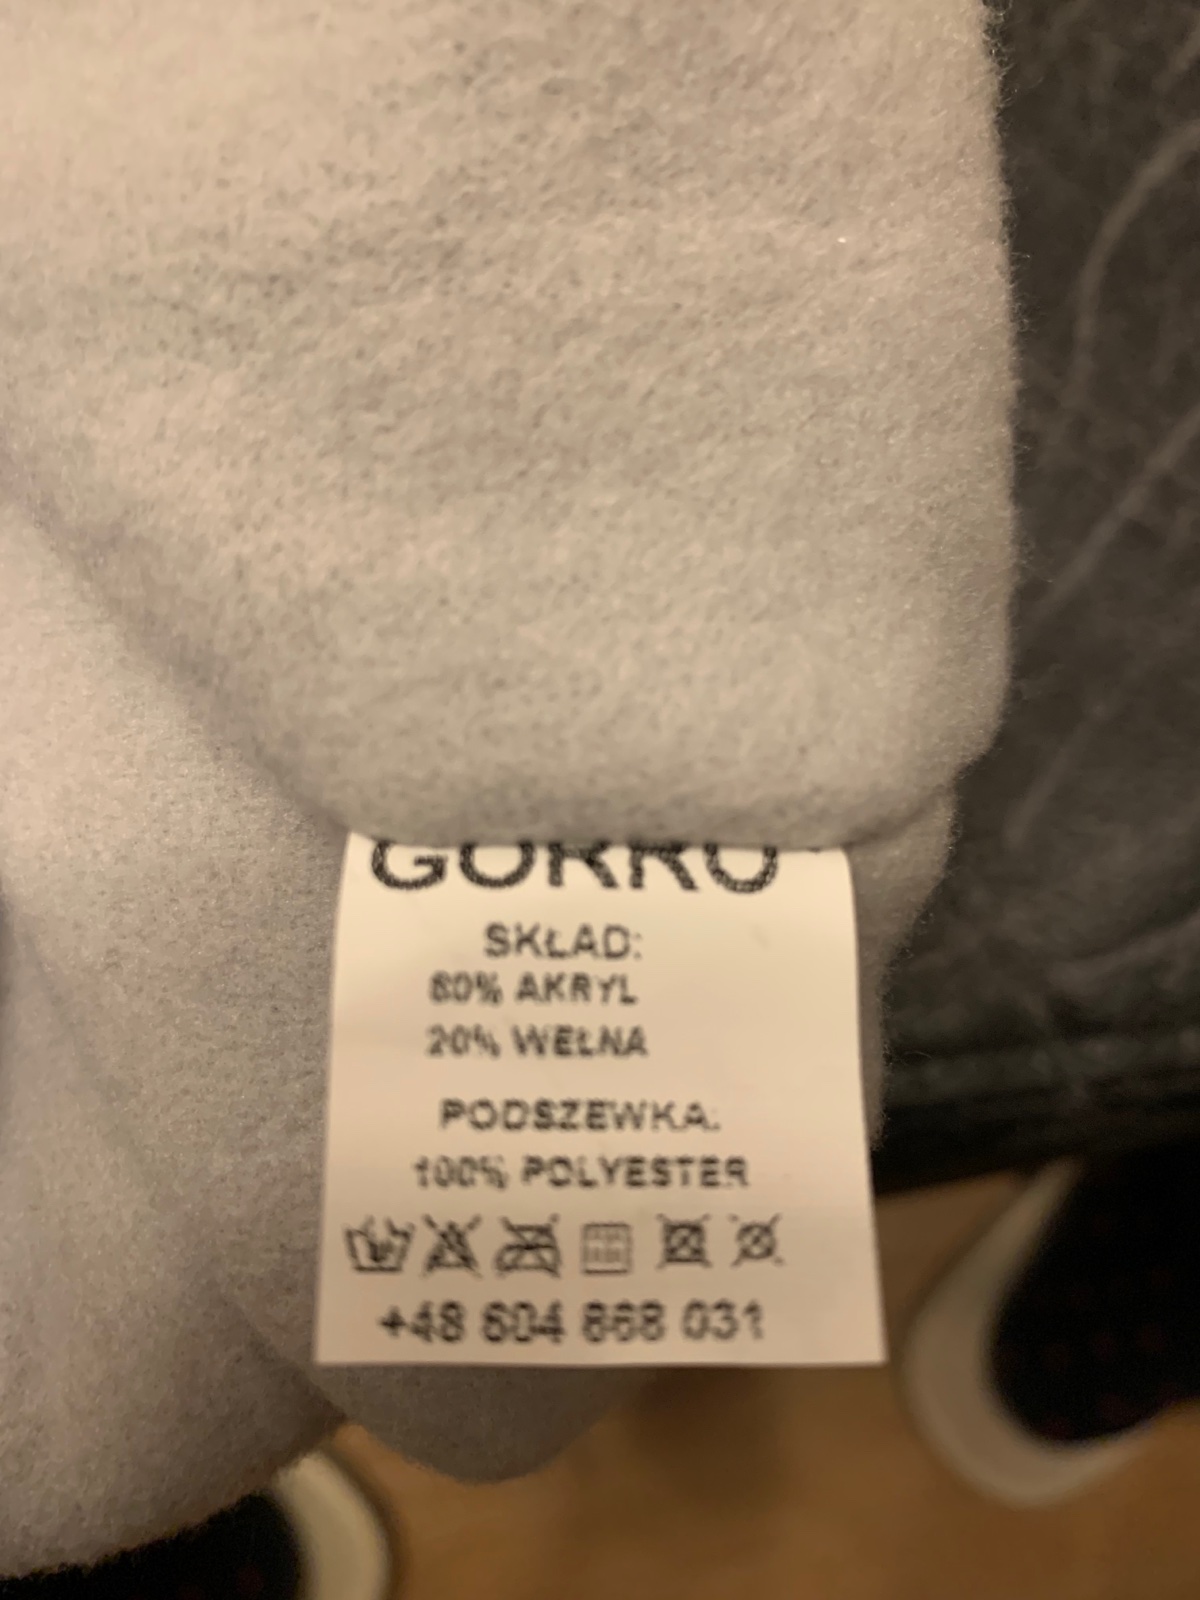 GORRO
SKŁAD:
80% AKRYL
20% WEŁNA
PODSZEWKA:
100% POLYESTER
+48 604 868 031